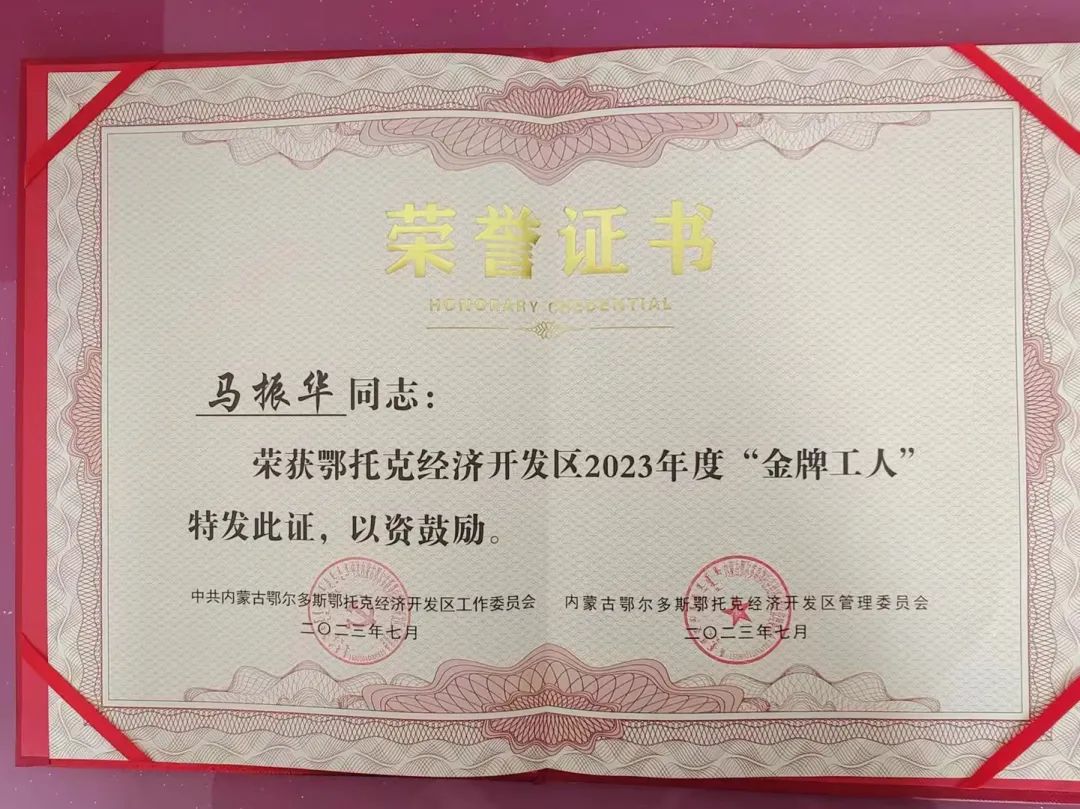 荣誉证书
HONORARY CREDENTIAL
马振华同志：
荣获鄂托克经济开发区2023年度“金牌工人”
特发此证，以资鼓励。
中共内蒙古鄂尔多斯鄂托克经济开发区工作委员会
二〇二三年七月
内蒙古鄂尔多斯鄂托克经济开发区管理委员会
二〇二三年七月